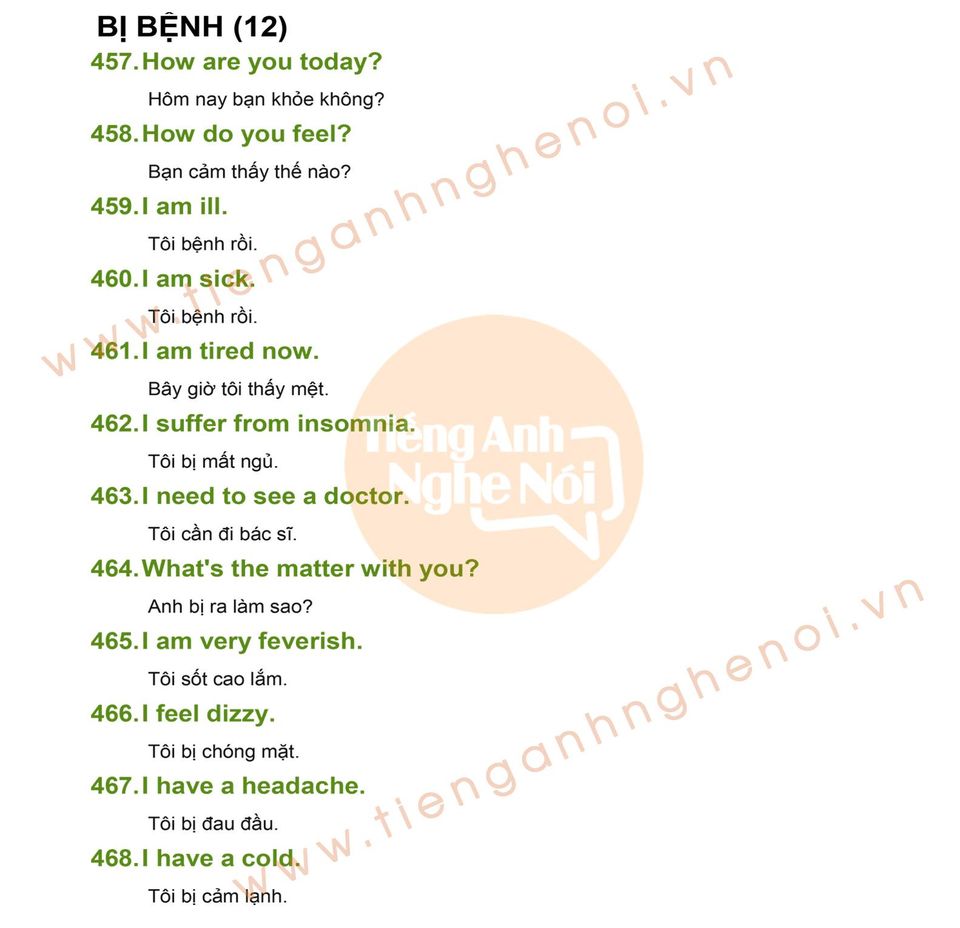 BỊ BỆNH (12)
457. How are you today?
Hôm nay bạn khỏe không?
458. How do you feel?
Bạn cảm thấy thế nào?
459. I am ill.
Tôi bệnh rồi.
460. I am sick.
Tôi bệnh rồi.
461. I am tired now.
Bây giờ tôi thấy mệt.
462. I suffer from insomnia.
Tôi bị mất ngủ.
463. I need to see a doctor.
Tôi cần đi bác sĩ.
464. What's the matter with you?
Anh bị ra làm sao?
465. I am very feverish.
Tôi sốt cao lắm.
466. I feel dizzy.
Tôi bị chóng mặt.
467. I have a headache.
Tôi bị đau đầu.
468. I have a cold.
Tôi bị cảm lạnh.
www.tienganhnghenoi.vn
Tiếng Anh
Nghe Nói
www.tienganhnghenoi.vn